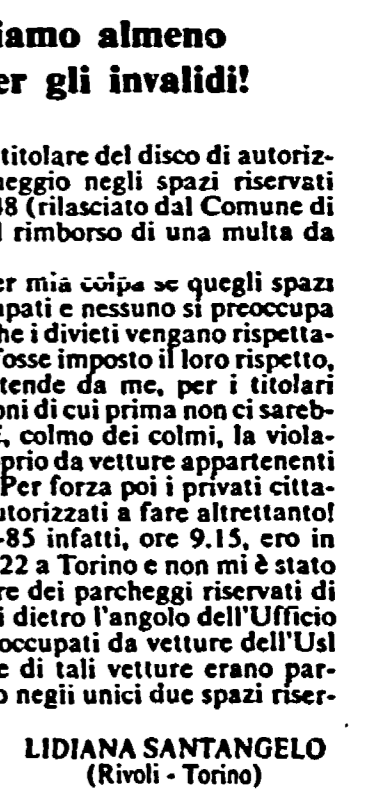 iamo almeno
er gli invalidi!
titolare del disco di autoriz-
heggio negli spazi riservati
48 (rilasciato dal Comune di
l rimborso di una multa da
er mia colpa se quegli spazi
upati e nessuno si preoccupa
he i divieti vengano rispetta-
fosse imposto il loro rispetto,
tende da me, per i titolari
oni di cui prima non ci sareb-
E, colmo dei colmi, la viola-
prio da vetture appartenenti
Per forza poi i privati citta-
utorizzati a fare altrettanto!
-85 infatti, ore 9.15, ero in
22 a Torino e non mi è stato
re dei parcheggi riservati di
i dietro l'angolo dell'Ufficio
occupati da vetture dell'Usl
e di tali vetture erano par-
o negii unici due spazi riser-
LIDIANA SANTANGELO
(Rivoli - Torino)